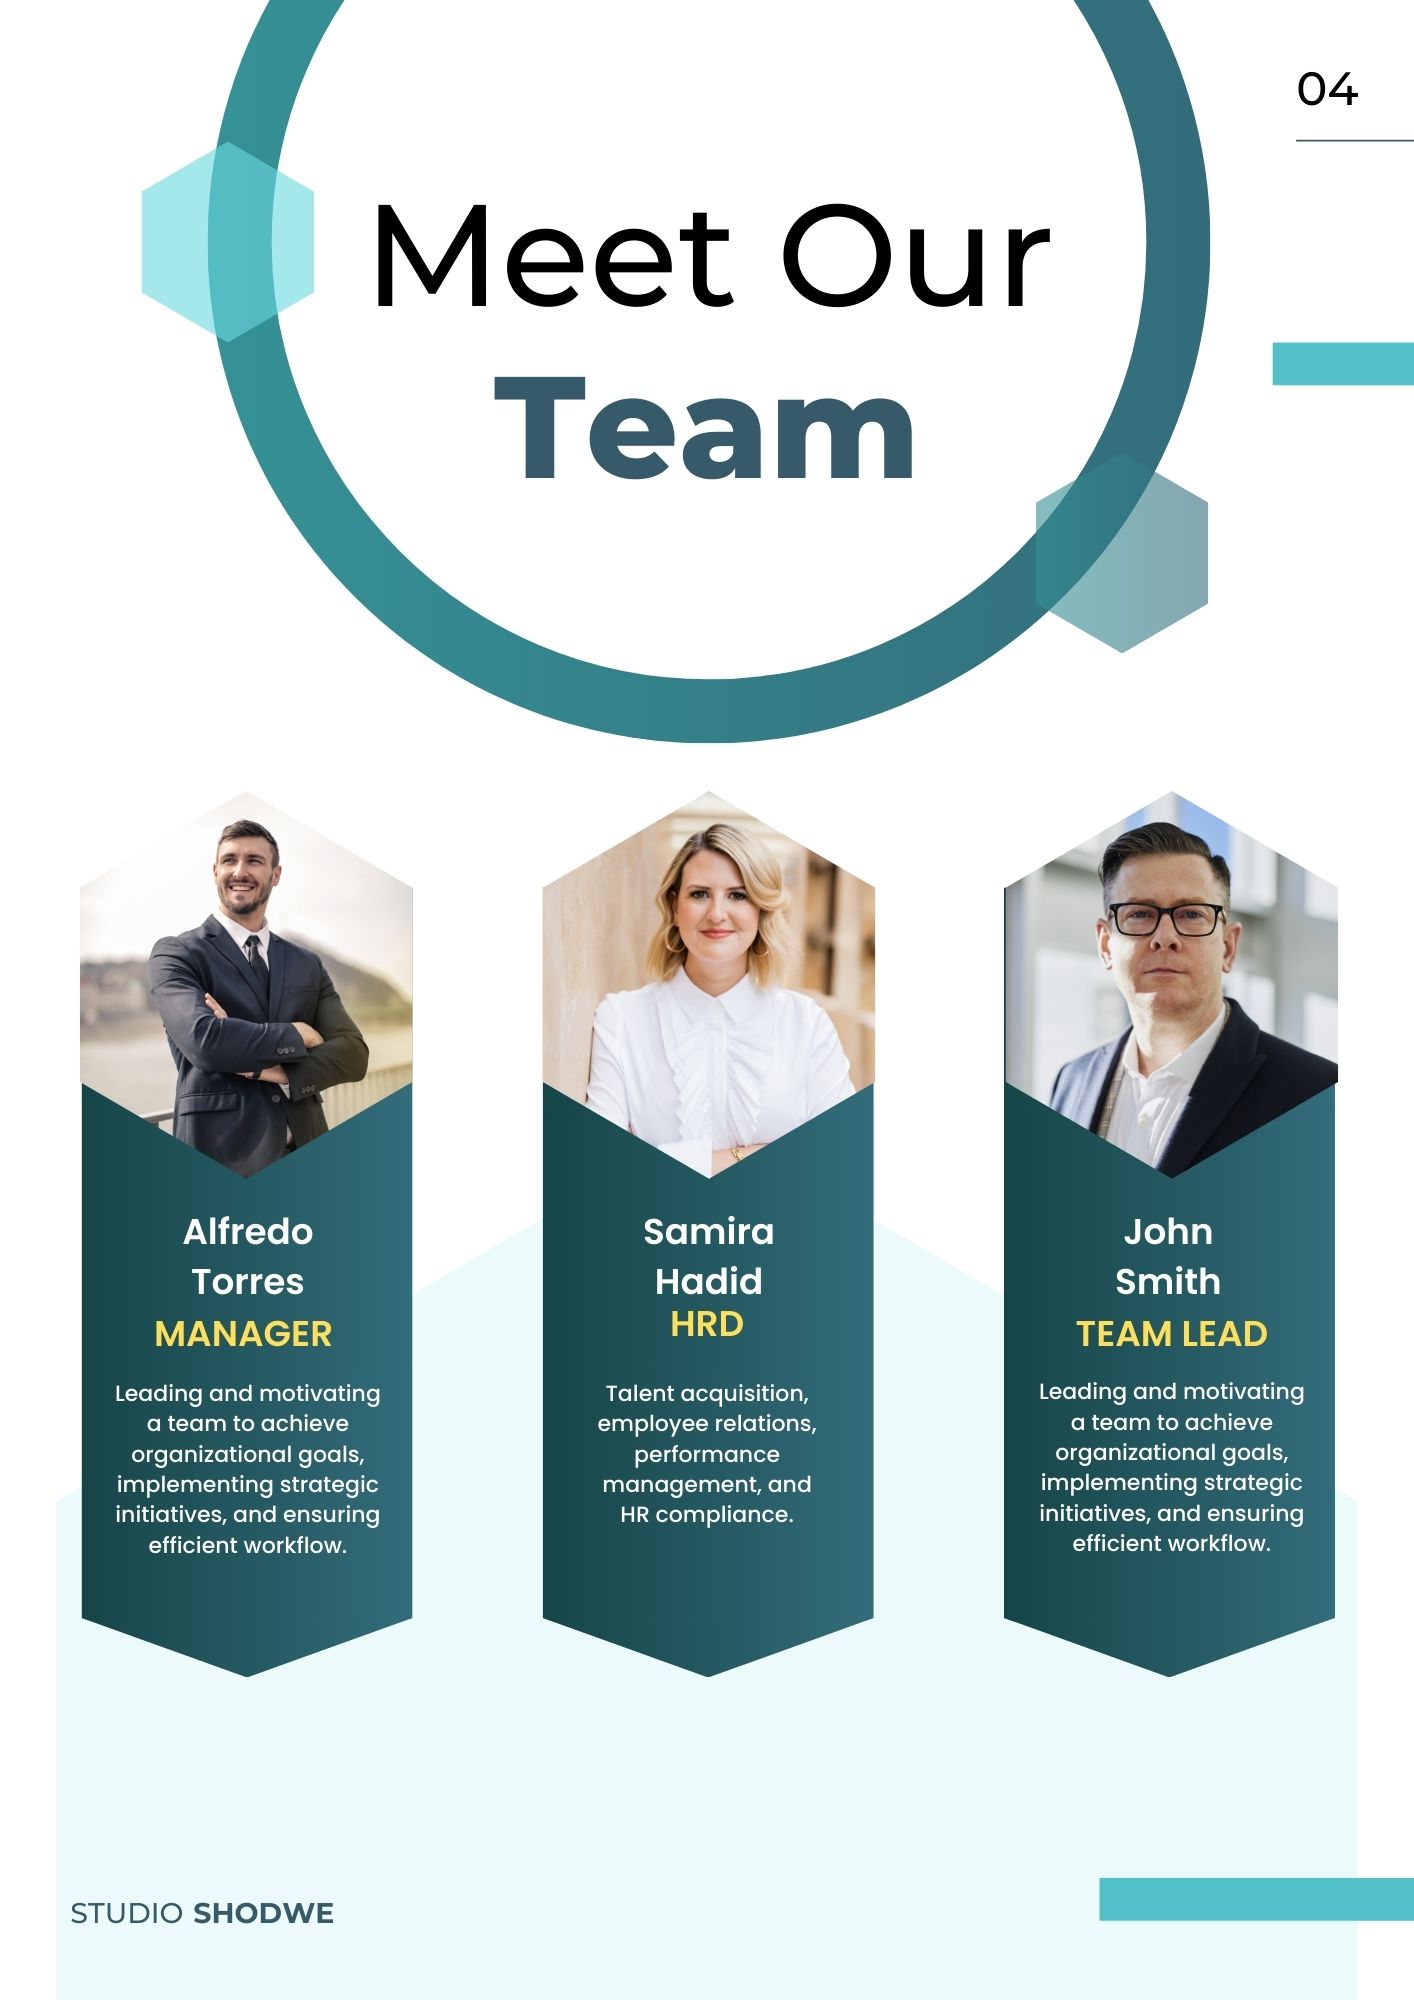 04
Meet Our
Team
Alfredo
Torres
MANAGER
Leading and motivating
a team to achieve
organizational goals,
implementing strategic
initiatives, and ensuring
efficient workflow.
Samira
Hadid
HRD
Talent acquisition,
employee relations,
performance
management, and
HR compliance.
John
Smith
TEAM LEAD
Leading and motivating
a team to achieve
organizational goals,
implementing strategic
initiatives, and ensuring
efficient workflow.
STUDIO SHODWE